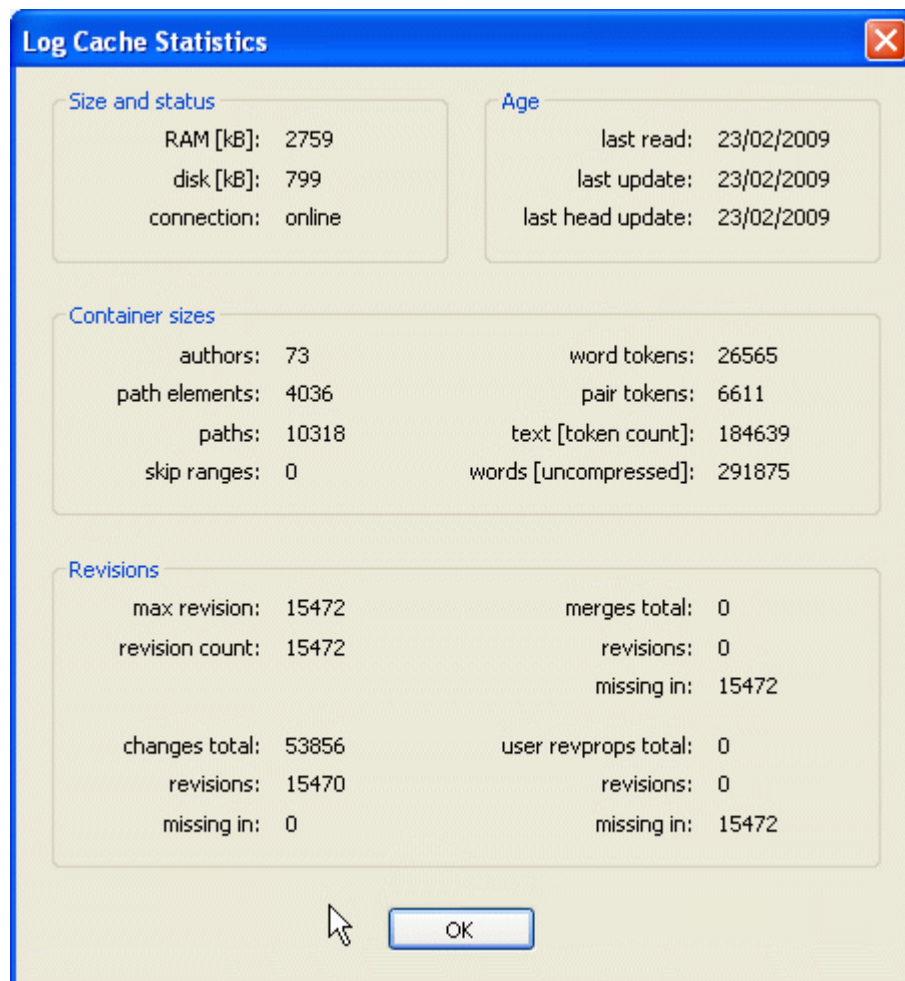 Log Cache Statistics
Size and status
RAM [kB]: 2759
disk [kB]: 799
connection: online
Age
last read: 23/02/2009
last update: 23/02/2009
last head update: 23/02/2009
Container sizes
authors: 73
path elements: 4036
paths: 10318
skip ranges: 0
word tokens: 26565
pair tokens: 6611
text [token count]: 184639
words [uncompressed]: 291875
Revisions
max revision: 15472
revision count: 15472
merges total: 0
revisions: 0
missing in: 15472
changes total: 53856
revisions: 15470
missing in: 0
user revprops total: 0
revisions: 0
missing in: 15472
OK